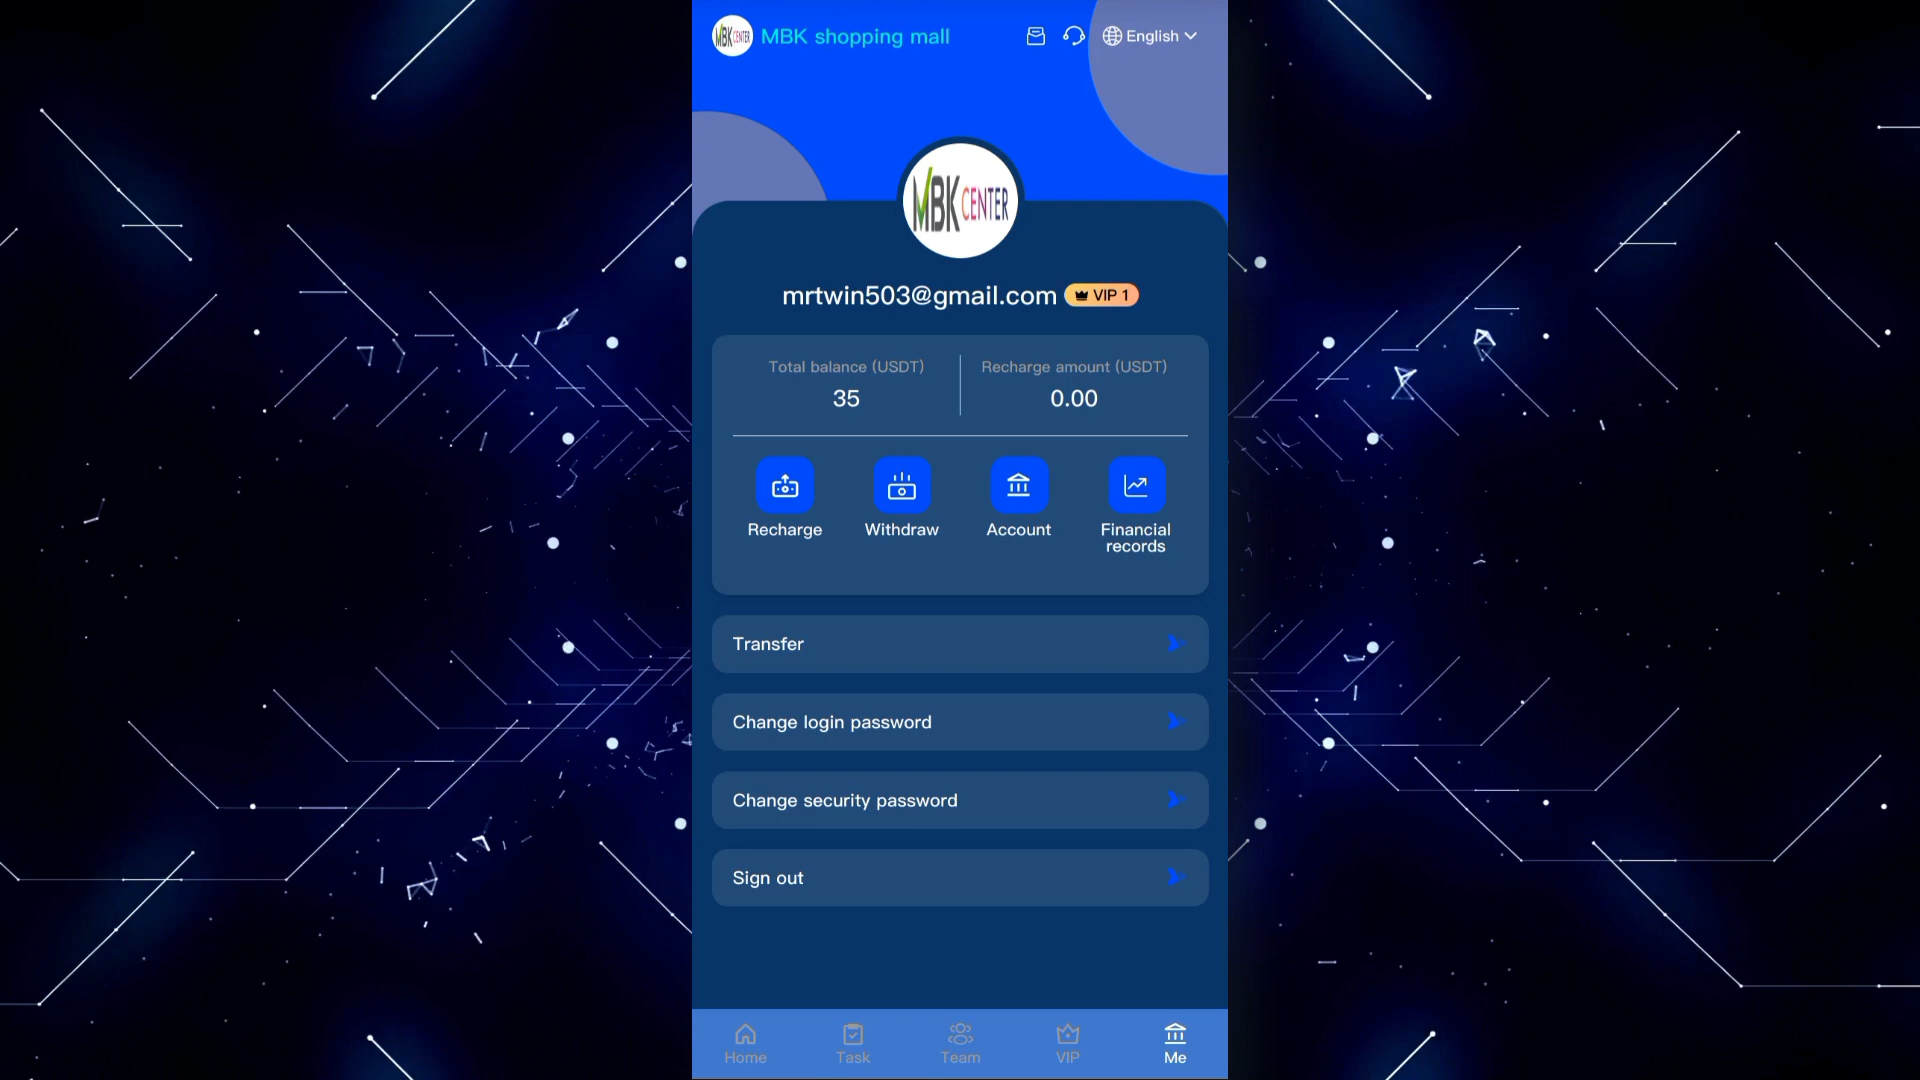 MBK CENTER
MBK shopping mall
English
MBK CENTER
mrtwin503@gmail.com
VIP 1
Total balance (USDT)
Recharge amount (USDT)
35
0.00
Recharge
Withdraw
Account
Financial
records
Transfer
Change login password
Change security password
Sign out
Home
Task
Team
VIP
Me